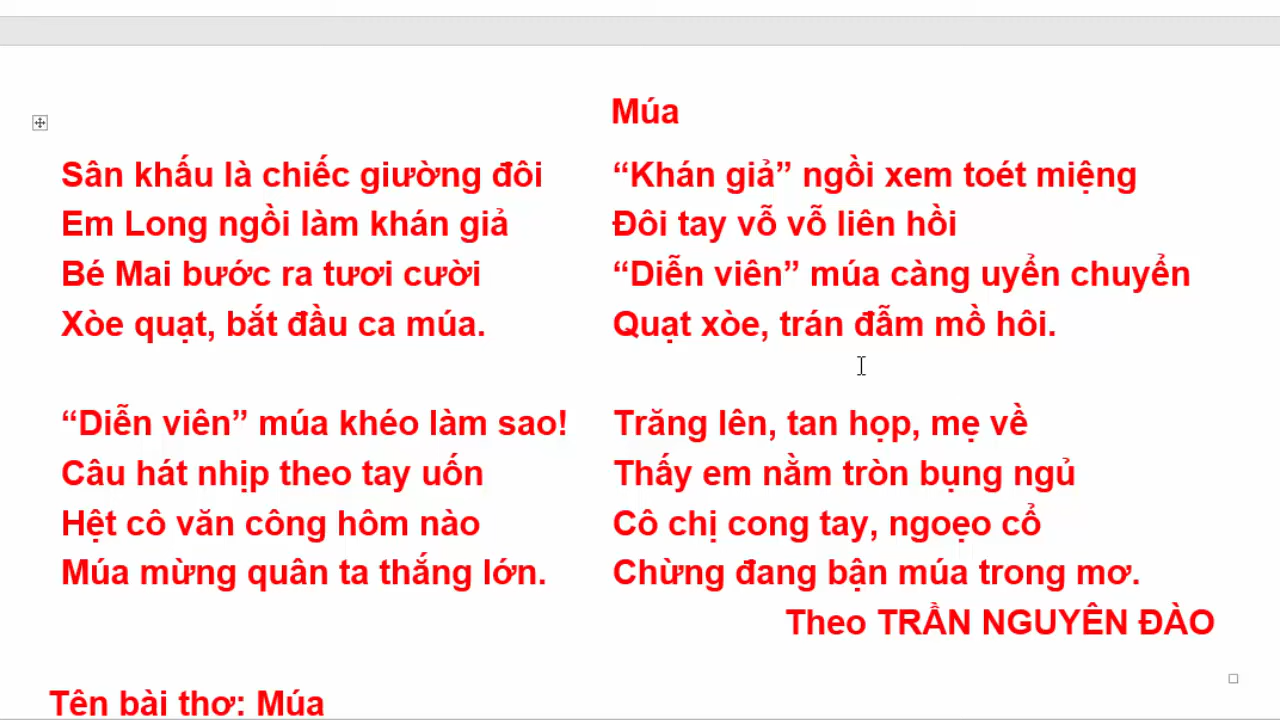 Múa
Sân khấu là chiếc giường đôi
Em Long ngồi làm khán giả
Bé Mai bước ra tươi cười
Xòe quạt, bắt đầu ca múa.
“Diễn viên” múa khéo làm sao!
Câu hát nhịp theo tay uốn
Hệt cô văn công hôm nào
Múa mừng quân ta thắng lớn.
“Khán giả” ngồi xem toét miệng
Đôi tay vỗ vỗ liên hồi
“Diễn viên” múa càng uyển chuyển
Quạt xòe, trán đẫm mồ hôi.
Trăng lên, tan họp, mẹ về
Thấy em nằm tròn bụng ngủ
Cô chị cong tay, ngoẹo cổ
Chừng đang bận múa trong mơ.
Theo TRẦN NGUYÊN ĐÀO
Tên bài thơ: Múa